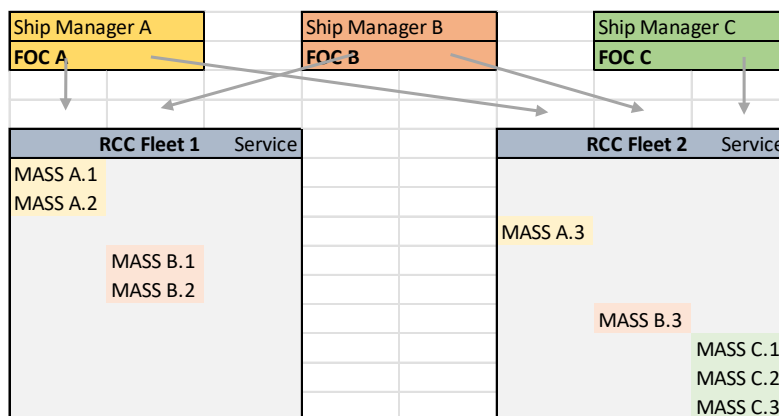 Ship Manager A
FOC A
Ship Manager B
FOC B
Ship Manager C
FOC C
RCC Fleet 1 Service
MASS A.1
MASS A.2
MASS B.1
MASS B.2
RCC Fleet 2 Service
MASS A.3
MASS B.3
MASS C.1
MASS C.2
MASS C.3